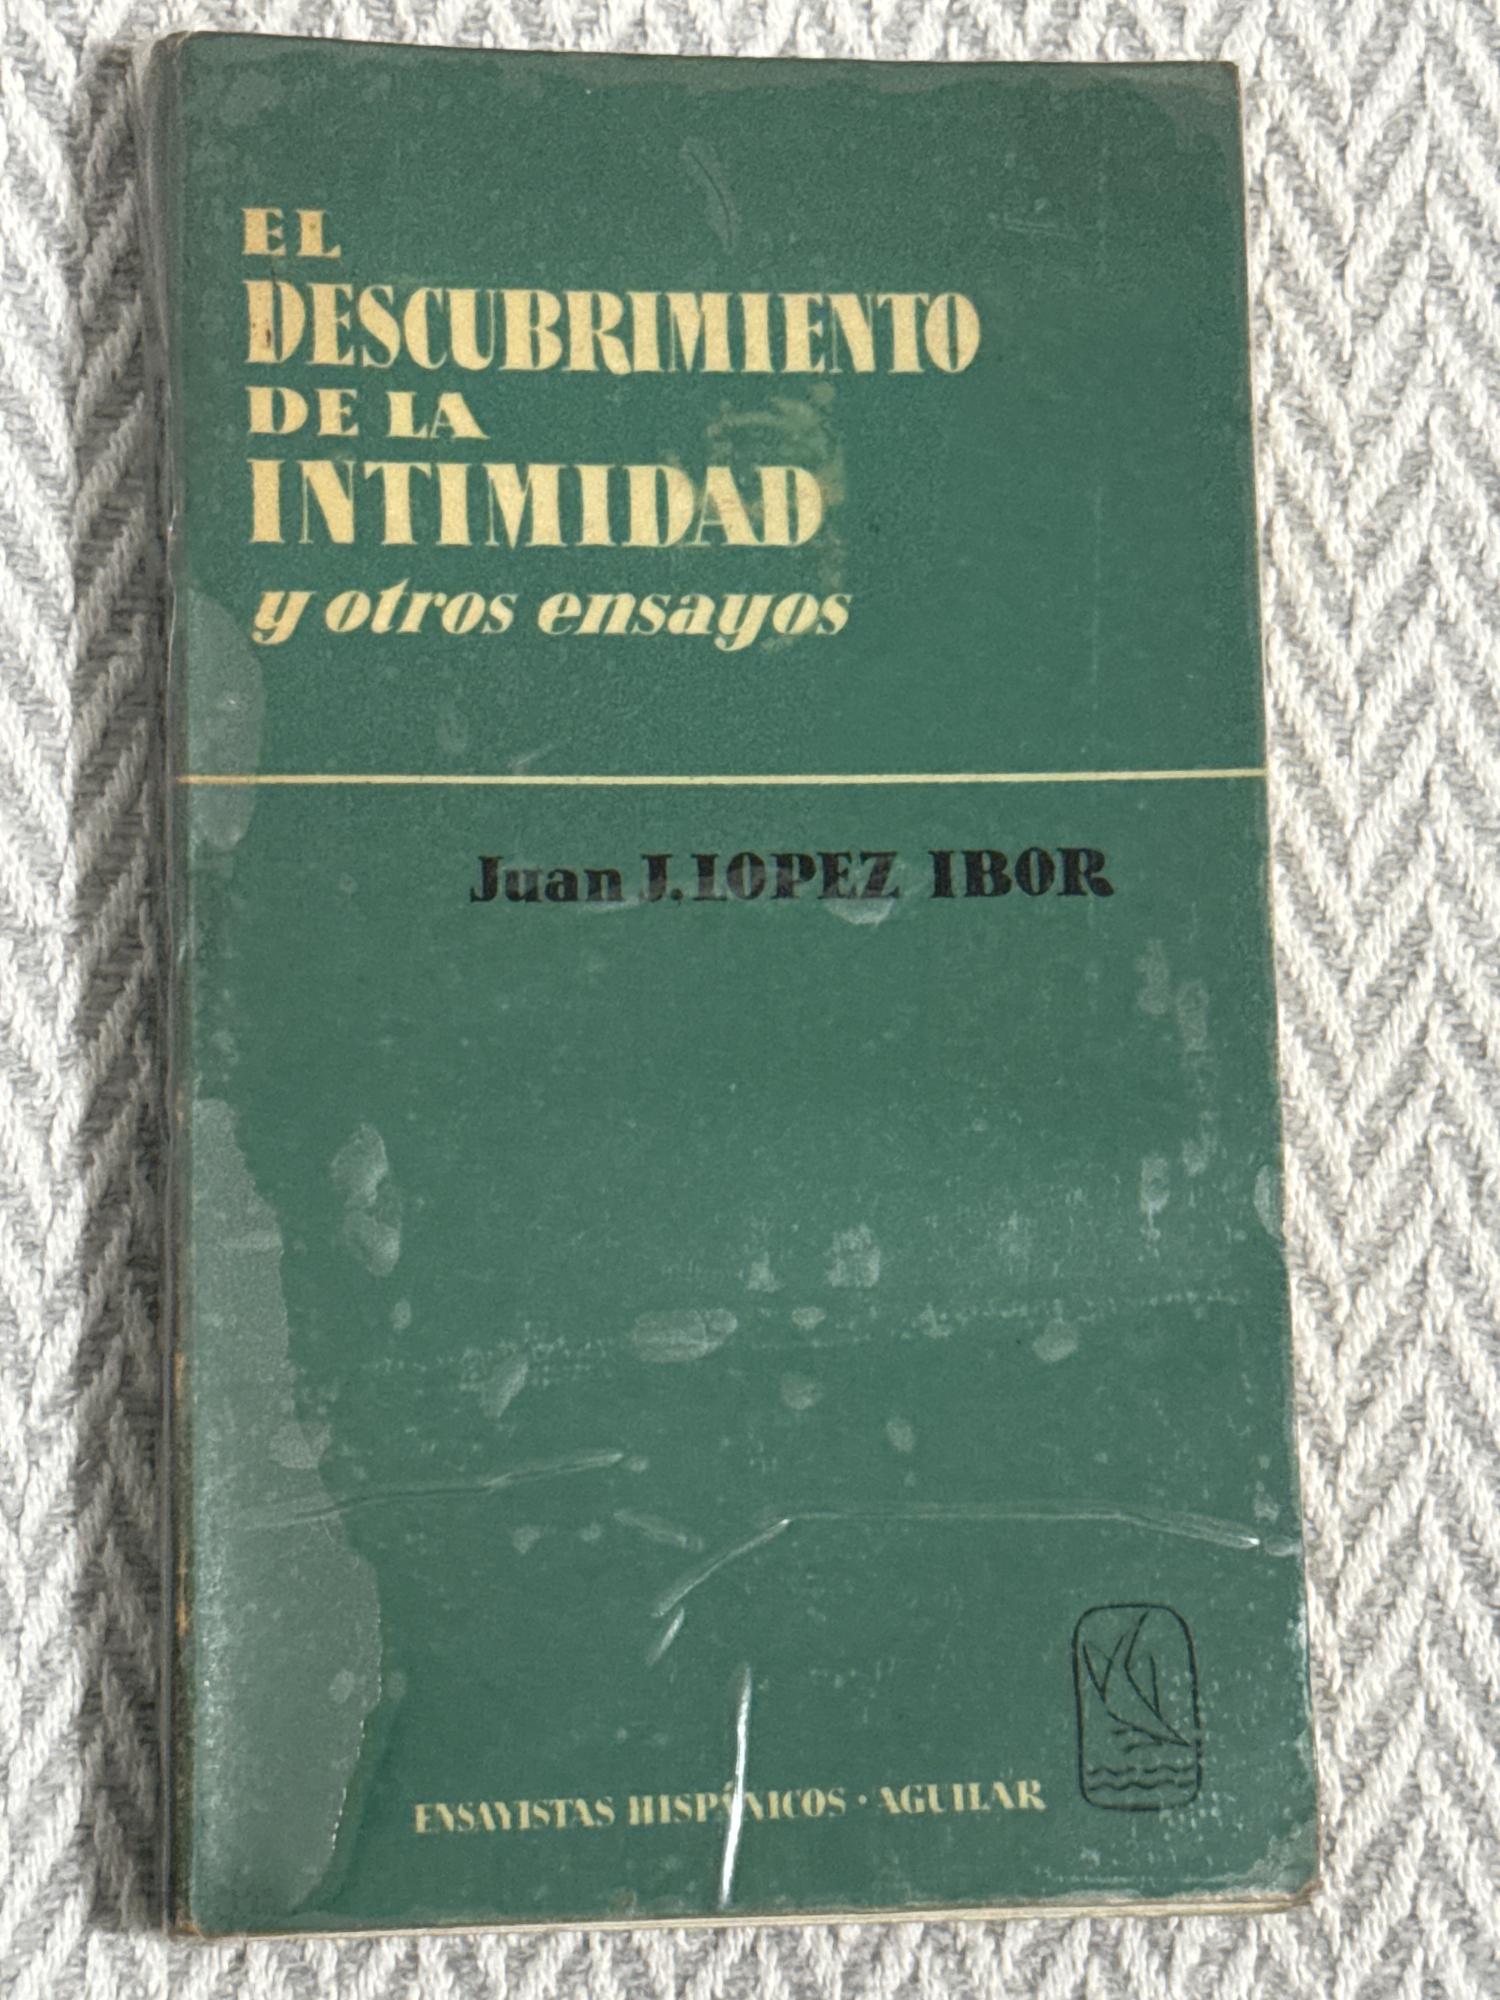 EL
DESCUBRIMIENTO
DE LA
INTIMIDAD
y otros ensayos
Juan J. LOPEZ IBOR
ENSAYISTAS HISPÁNICOS · AGUILAR